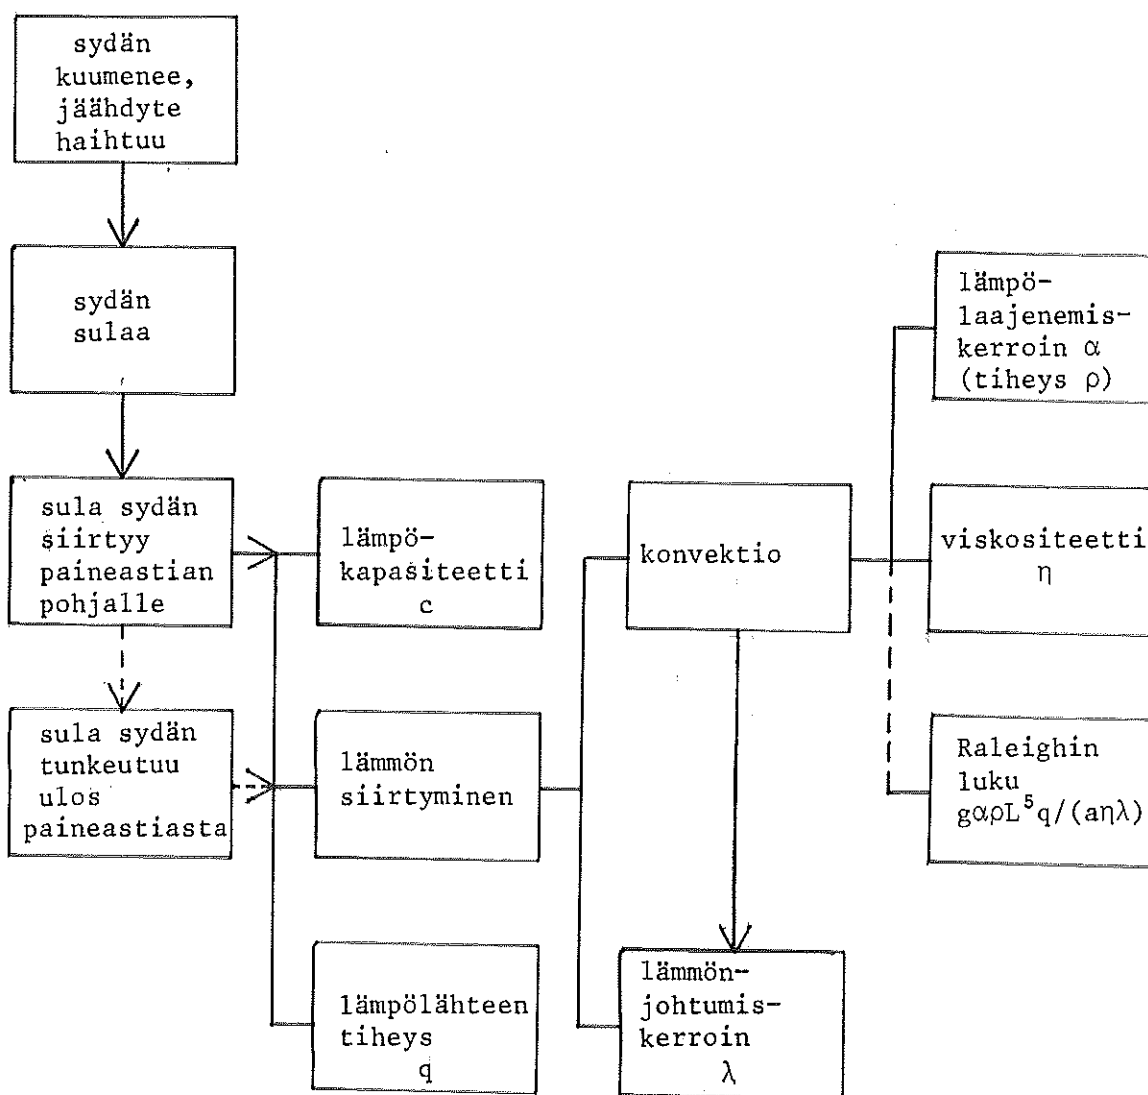 sydän
kuumenee,
jäähdyte
haihtuu
sydän
sulaa
sula sydän
siirtyy
paineastian
pohjalle
sula sydän
tunkeutuu
ulos
paineastiasta
lämpö-
kapasiteetti
c
lämmön
siirtyminen
lämpölähteen
tiheys
q
konvektio
lämmön-
johtumis-
kerroin
λ
lämpö-
laajenemis-
kerroin α
(tiheys ρ)
viskositeetti
η
Raleighin
luku
gαρL⁵q/(aηλ)